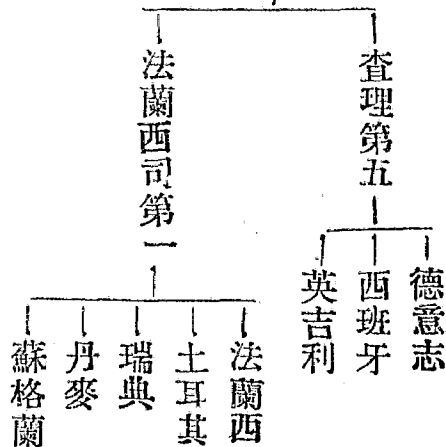 查理第五
德意志
西班牙
英吉利
法蘭西司第一
法蘭西
土耳其
瑞典
丹麥
蘇格蘭